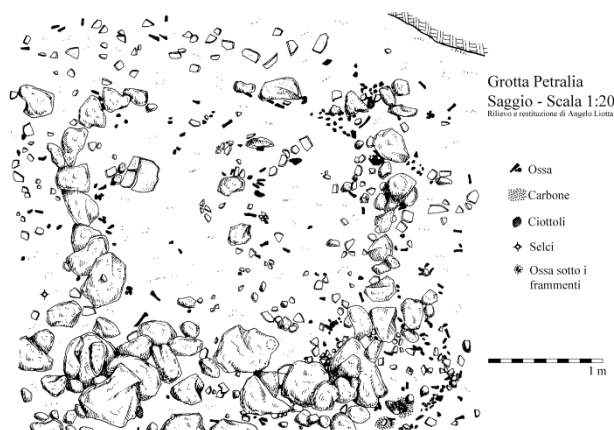 Grotta Petralia
Saggio - Scala 1:20
Rilievo e restituzione di Angelo Liotta
Ossa
Carbone
Ciottoli
Selci
Ossa sotto i
frammenti
1 m